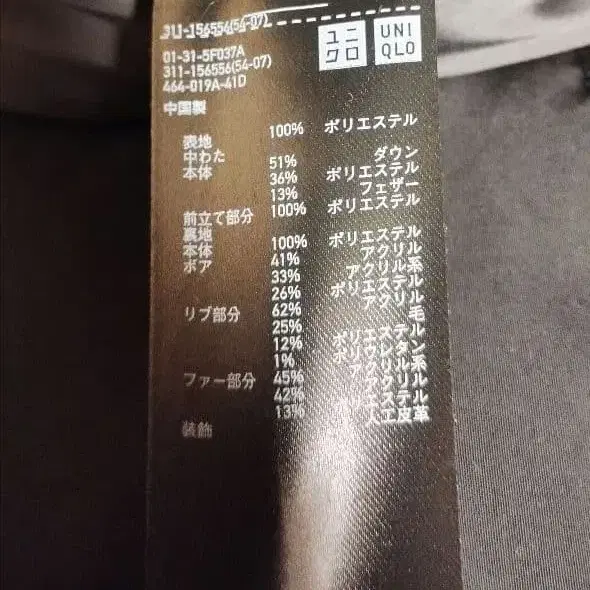 ユニクロ UNIQLO
01-31-5F037A
311-156556(54-07)
464-019A-41D
中国製
表地 100% ポリエステル
中わた
本体 51% ダウン
36% ポリエステル
13% フェザー
前立て部分 100% ポリエステル
裏地
本体 100% ポリエステル
ボア 41% アクリル
33% アクリル系
26% ポリエステル
リブ部分 62% アクリル
25% 毛
12% ポリエステル
1% ポリウレタン
ファー部分 45% アクリル系
42% アクリル
13% ポリエステル
装飾 人工皮革